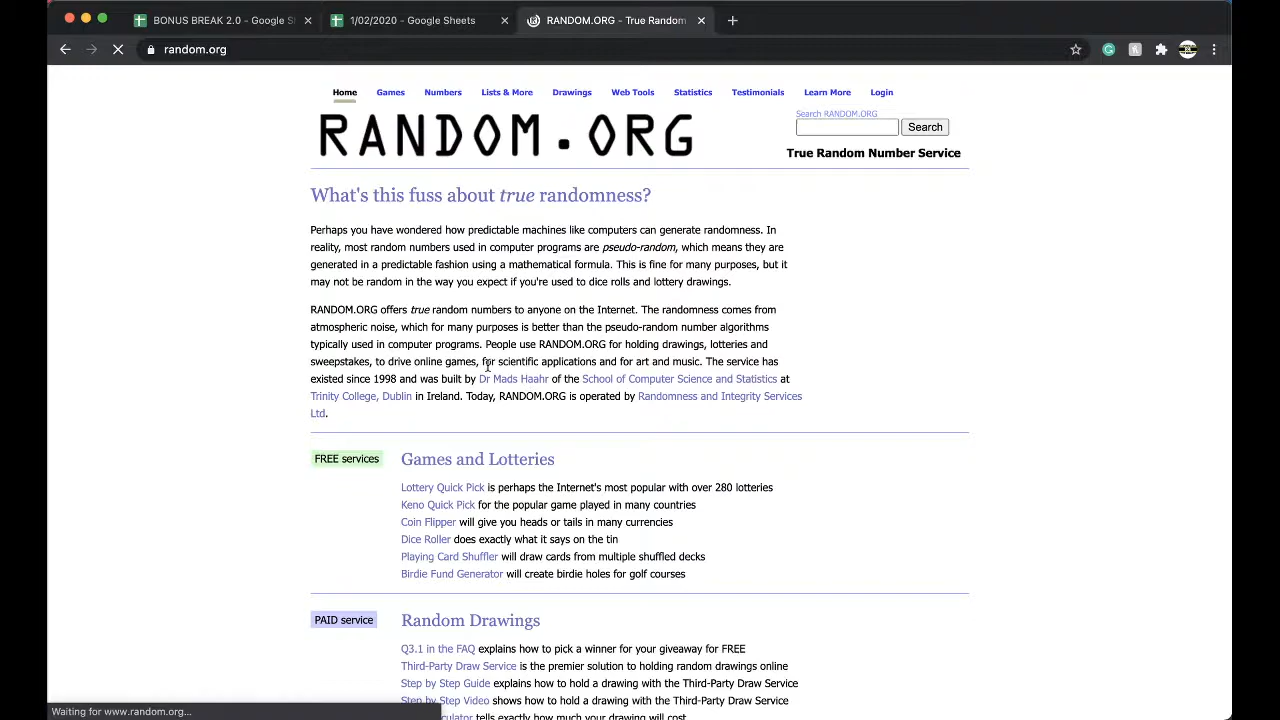 BONUS BREAK 2.0 - Google S
1/02/2020 - Google Sheets
RANDOM.ORG - True Random
random.org
Home Games Numbers Lists & More Drawings Web Tools Statistics Testimonials Learn More Login
RANDOM.ORG
Search RANDOM.ORG
Search
True Random Number Service
What's this fuss about true randomness?
Perhaps you have wondered how predictable machines like computers can generate randomness. In
reality, most random numbers used in computer programs are pseudo-random, which means they are
generated in a predictable fashion using a mathematical formula. This is fine for many purposes, but it
may not be random in the way you expect if you're used to dice rolls and lottery drawings.
RANDOM.ORG offers true random numbers to anyone on the Internet. The randomness comes from
atmospheric noise, which for many purposes is better than the pseudo-random number algorithms
typically used in computer programs. People use RANDOM.ORG for holding drawings, lotteries and
sweepstakes, to drive online games, for scientific applications and for art and music. The service has
existed since 1998 and was built by Dr Mads Haahr of the School of Computer Science and Statistics at
Trinity College, Dublin in Ireland. Today, RANDOM.ORG is operated by Randomness and Integrity Services
Ltd.
FREE services
Games and Lotteries
Lottery Quick Pick is perhaps the Internet's most popular with over 280 lotteries
Keno Quick Pick for the popular game played in many countries
Coin Flipper will give you heads or tails in many currencies
Dice Roller does exactly what it says on the tin
Playing Card Shuffler will draw cards from multiple shuffled decks
Birdie Fund Generator will create birdie holes for golf courses
PAID service
Random Drawings
Q3.1 in the FAQ explains how to pick a winner for your giveaway for FREE
Third-Party Draw Service is the premier solution to holding random drawings online
Step by Step Guide explains how to hold a drawing with the Third-Party Draw Service
Step by Step Video shows how to hold a drawing with the Third-Party Draw Service
tells exactly how much your drawing will cost
Waiting for www.random.org...